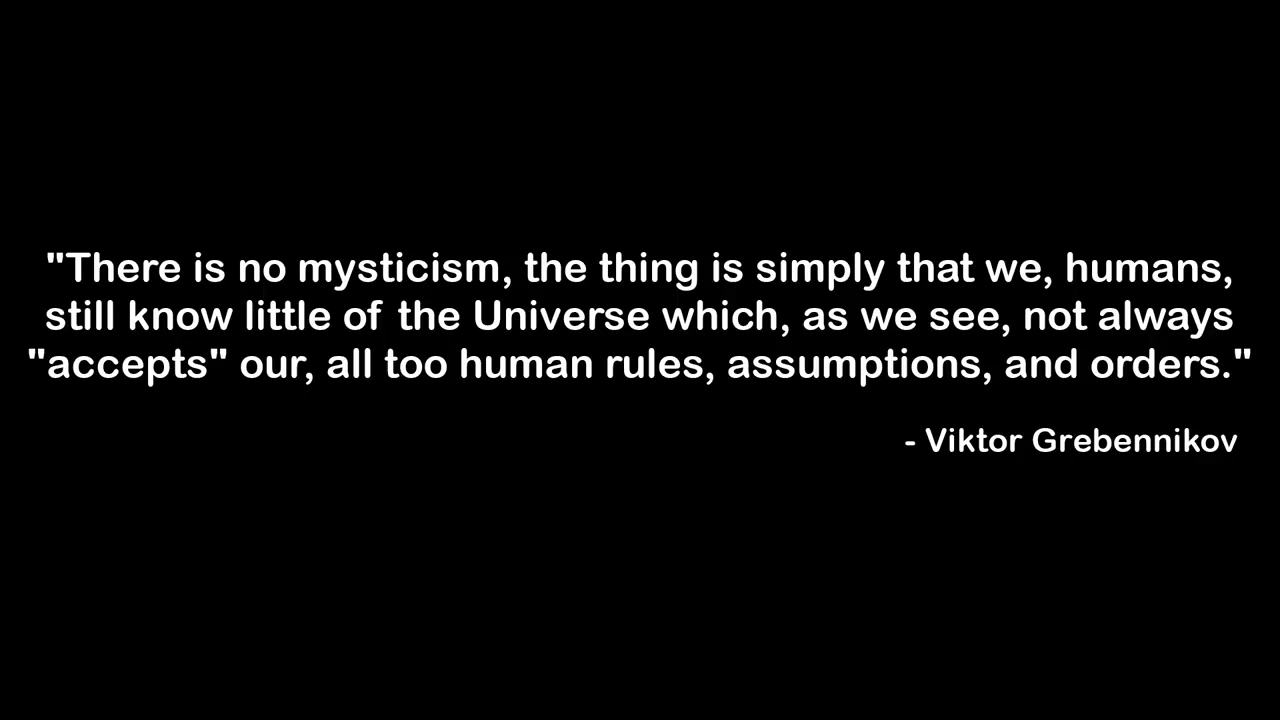 "There is no mysticism, the thing is simply that we, humans,
still know little of the Universe which, as we see, not always
"accepts" our, all too human rules, assumptions, and orders."
- Viktor Grebennikov